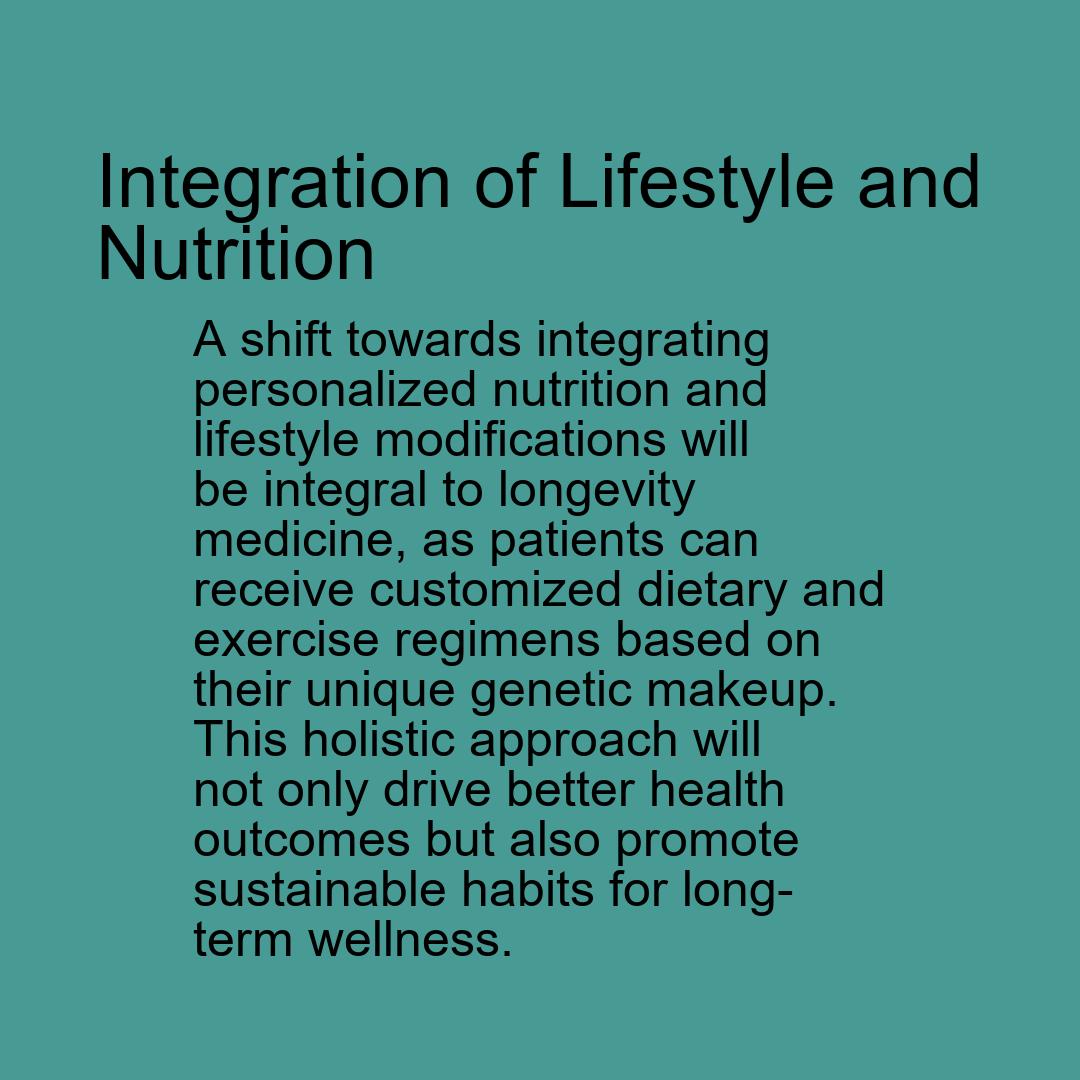 Integration of Lifestyle and
Nutrition
A shift towards integrating
personalized nutrition and
lifestyle modifications will
be integral to longevity
medicine, as patients can
receive customized dietary and
exercise regimens based on
their unique genetic makeup.
This holistic approach will
not only drive better health
outcomes but also promote
sustainable habits for long-
term wellness.